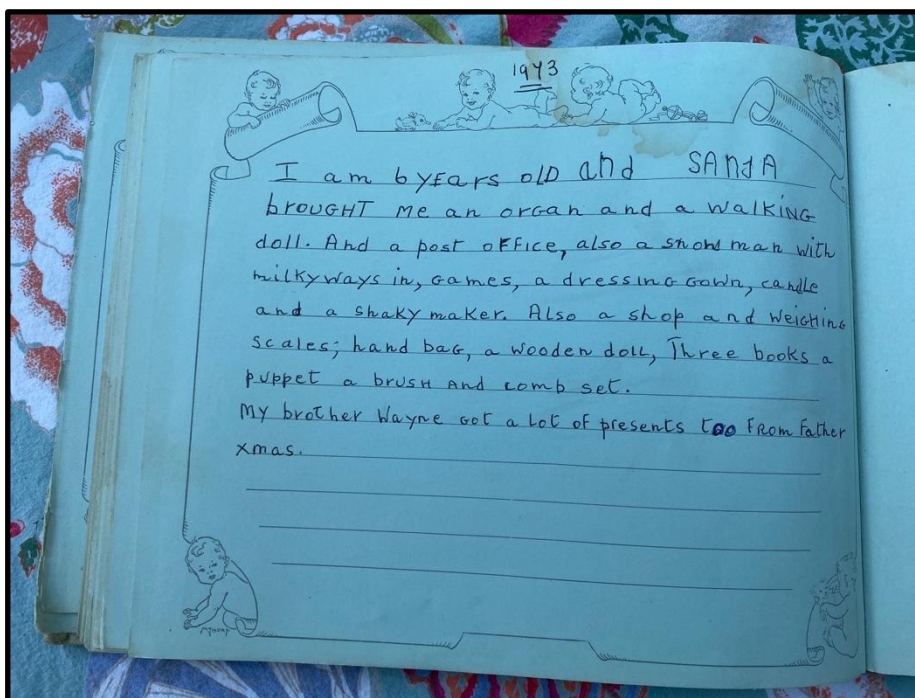 1973
I am 6 yEars OLD and SANtA
brOUGHT me an organ and a WalKING
doll. And a post OFFice, also a snow man with
milkyways in, Games, a dressing Gown, candle
and a shaky maker. Also a shop and WeiGHinG
scales; hand baG, a wooden doll, Three books a
puppet a brusH And comb set.
My brother Wayne Got a Lot of presents too From Father
xmas.